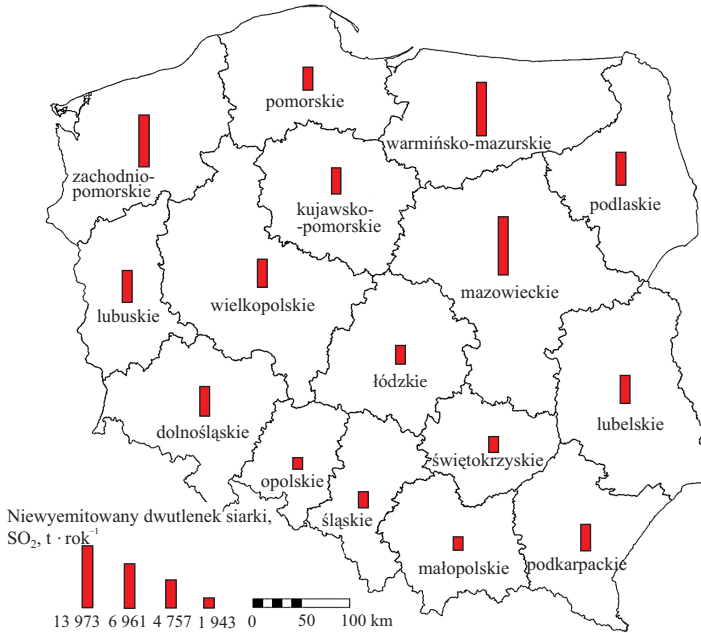 pomorskie
warmińsko-mazurskie
zachodnio-
pomorskie
kujawsko-
-pomorskie
podlaskie
wielkopolskie
mazowieckie
lubuskie
łódzkie
lubelskie
dolnośląskie
świętokrzyskie
opolskie
śląskie
małopolskie
podkarpackie
Niewyemitowany dwutlenek siarki,
SO₂, t · rok⁻¹
13 973 6 961 4 757 1 943
0 50 100 km